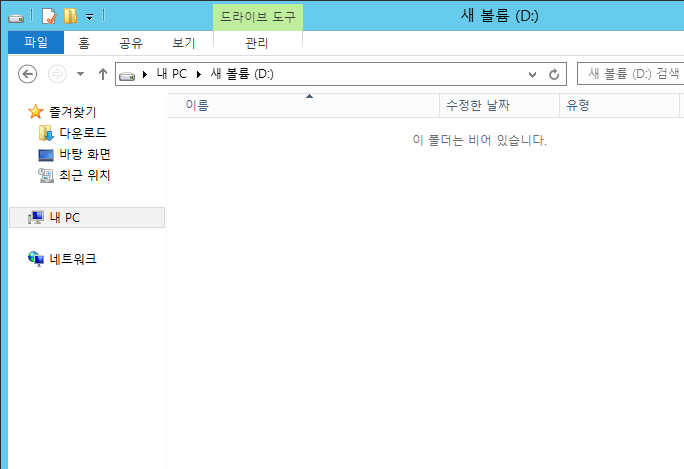 드라이브 도구
새 볼륨 (D:)
파일 홈 공유 보기 관리
내 PC 새 볼륨 (D:)
새 볼륨 (D:) 검색
이름 수정한 날짜 유형
이 폴더는 비어 있습니다.
즐겨찾기
다운로드
바탕 화면
최근 위치
내 PC
네트워크